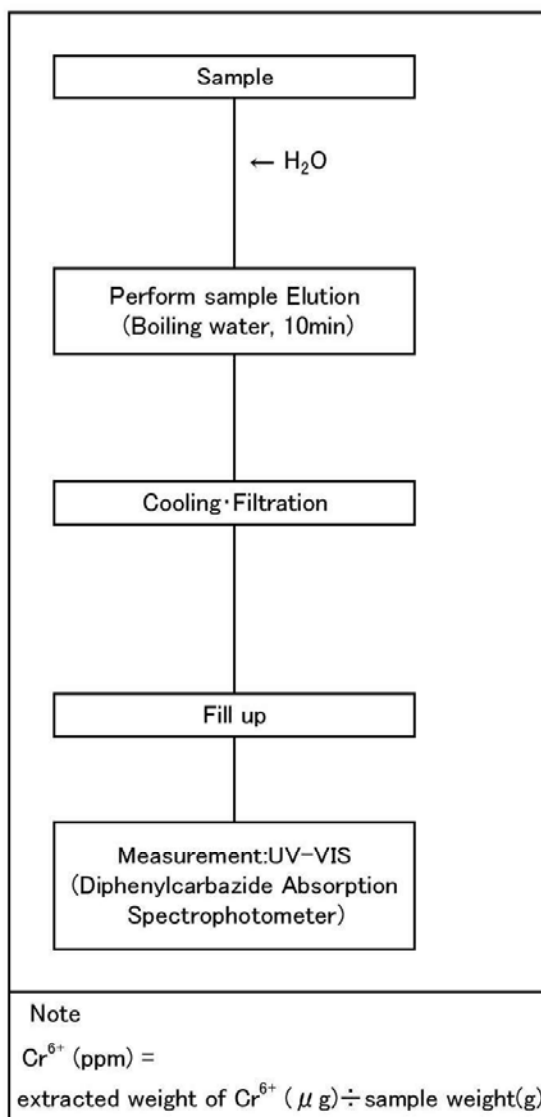 Sample
← H₂O
Perform sample Elution
(Boiling water, 10min)
Cooling･Filtration
Fill up
Measurement:UV-VIS
(Diphenylcarbazide Absorption
Spectrophotometer)
Note
Cr⁶⁺ (ppm) =
extracted weight of Cr⁶⁺ (μg)÷sample weight(g)